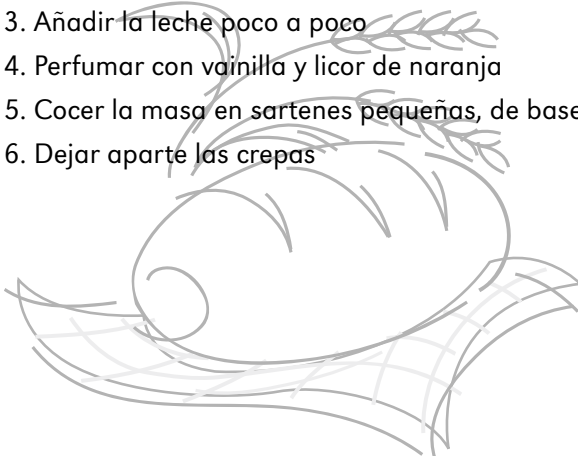 3. Añadir la leche poco a poco
4. Perfumar con vainilla y licor de naranja
5. Cocer la masa en sartenes pequeñas, de base
6. Dejar aparte las crepas